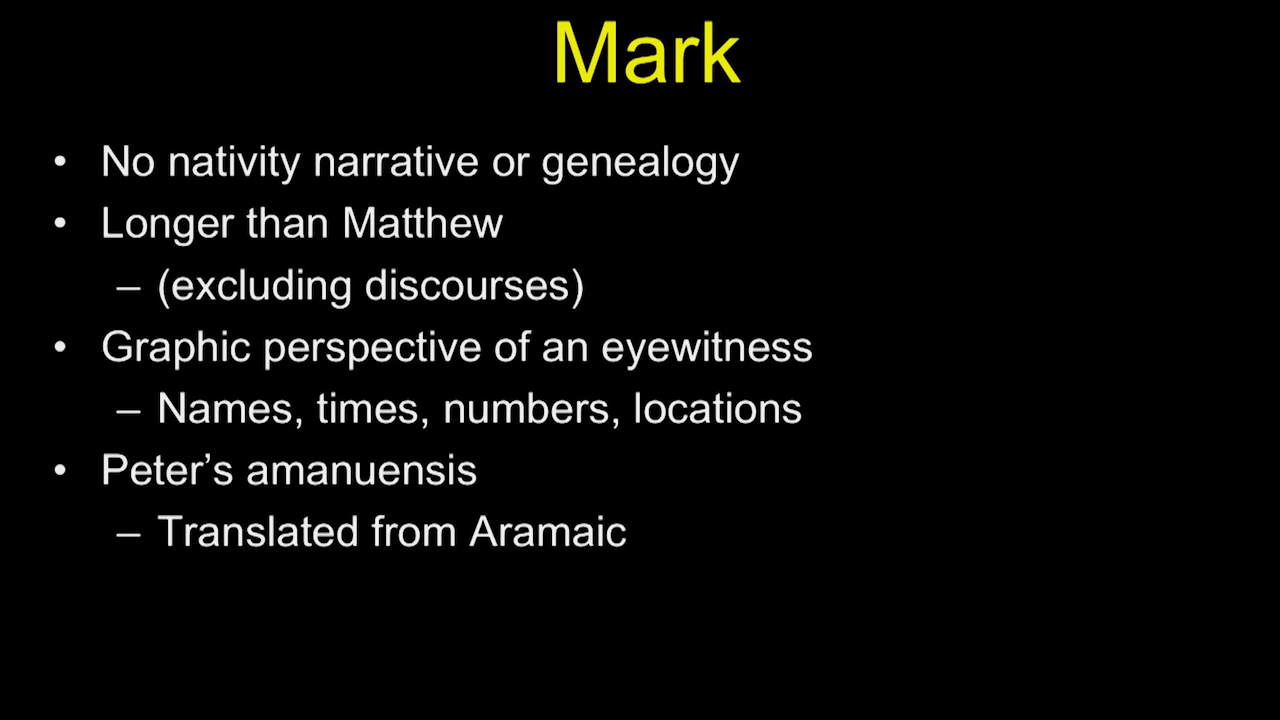 Mark
• No nativity narrative or genealogy
• Longer than Matthew
– (excluding discourses)
• Graphic perspective of an eyewitness
– Names, times, numbers, locations
• Peter’s amanuensis
– Translated from Aramaic